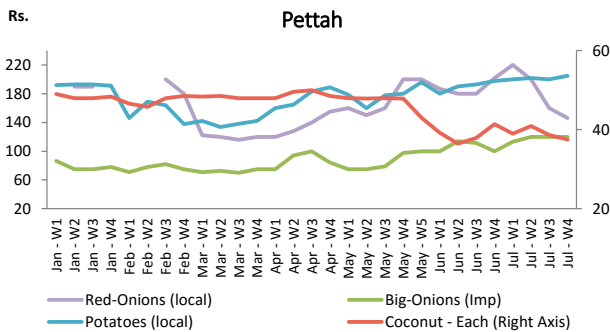 Pettah
Rs.
220
180
140
100
60
20
60
40
20
Jan - W1
Jan - W2
Jan - W3
Jan - W4
Feb - W1
Feb - W2
Feb - W3
Feb - W4
Mar - W1
Mar - W2
Mar - W3
Mar - W4
Apr - W1
Apr - W2
Apr - W3
Apr - W4
May - W1
May - W2
May - W3
May - W4
May - W5
Jun - W1
Jun - W2
Jun - W3
Jun - W4
Jul - W1
Jul - W2
Jul - W3
Jul - W4
Red-Onions (local)
Big-Onions (Imp)
Potatoes (local)
Coconut - Each (Right Axis)